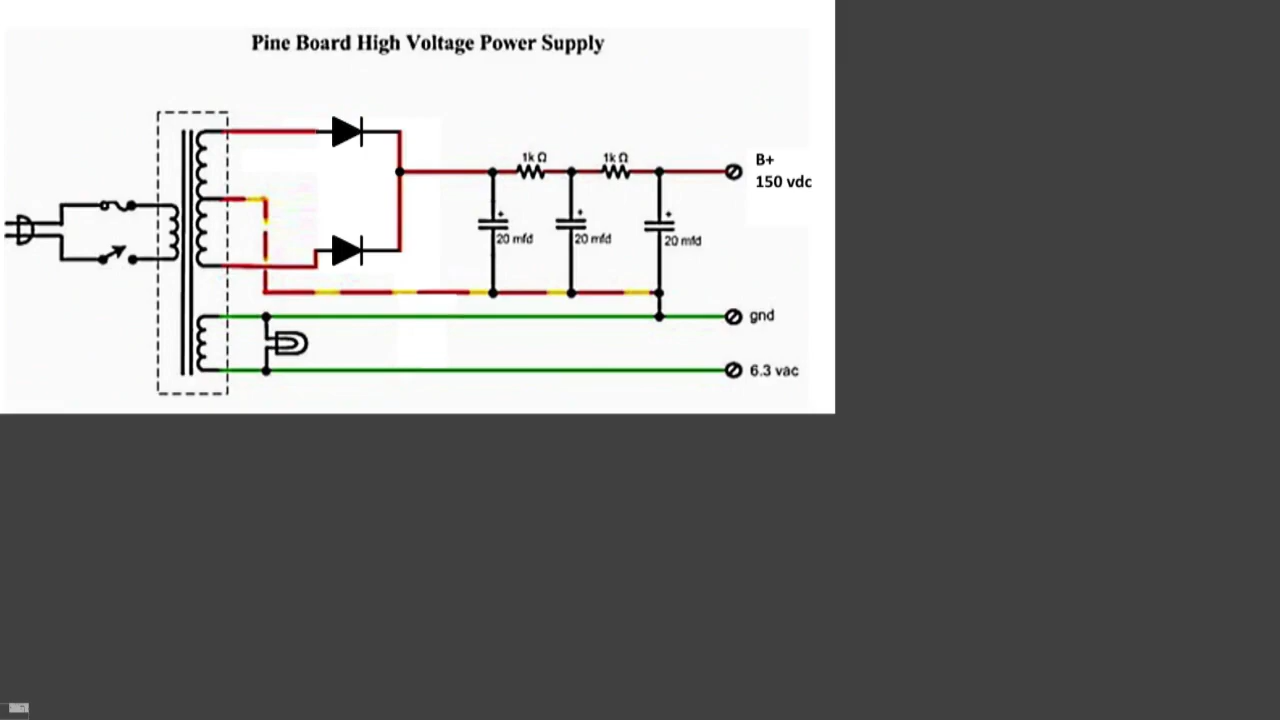 Pine Board High Voltage Power Supply
1k Ω
1k Ω
B+
150 vdc
+
+
+
20 mfd
20 mfd
20 mfd
gnd
6.3 vac